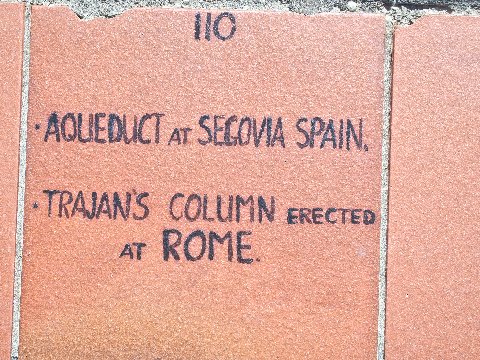 110
· AQUEDUCT AT SEGOVIA SPAIN.
· TRAJAN'S COLUMN ERECTED
AT ROME.